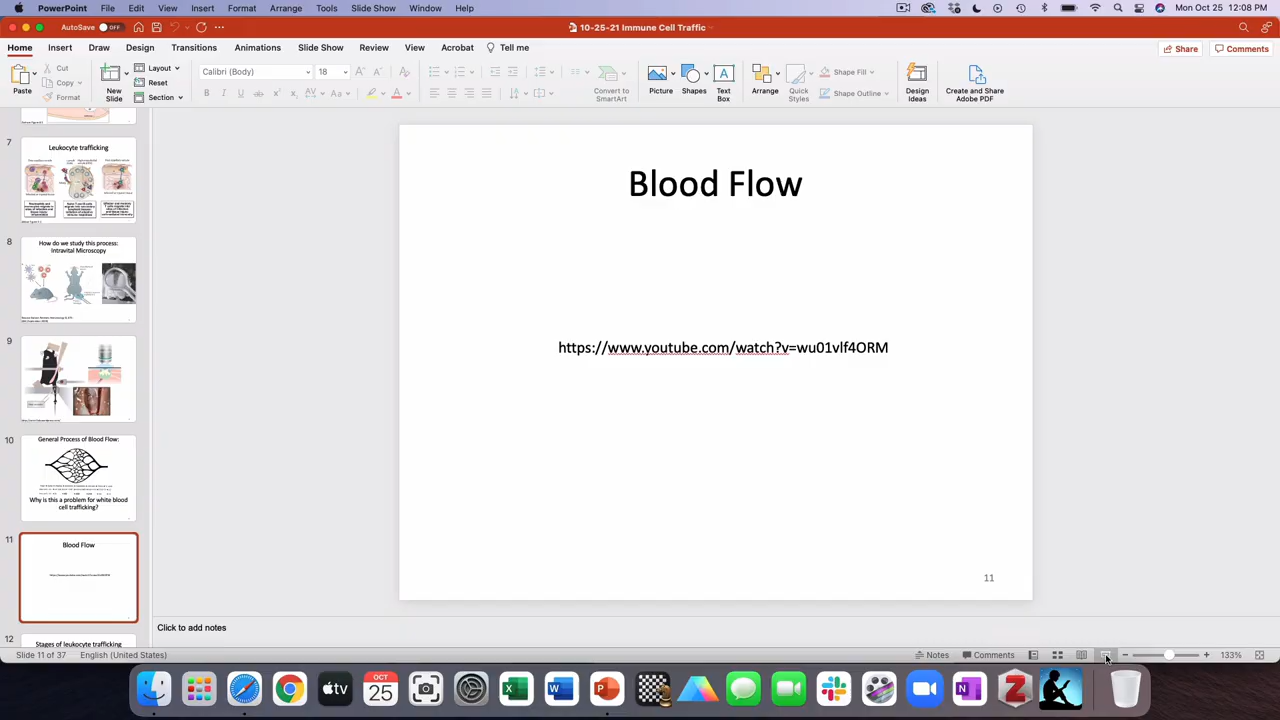 PowerPoint File Edit View Insert Format Arrange Tools Slide Show Window Help Mon Oct 25 12:08 PM
AutoSave OFF 10-25-21 Immune Cell Traffic
Home Insert Draw Design Transitions Animations Slide Show Review View Acrobat Tell me Share Comments
Paste Cut Copy Format
New Slide Layout Reset Section
Calibri (Body) 18
Convert to SmartArt
Picture Shapes Text Box
Arrange Quick Styles Shape Fill Shape Outline
Design Ideas
Create and Share Adobe PDF
7
Leukocyte trafficking
8
How do we study this process:
Intravital Microscopy
9
10
General Process of Blood Flow:
Why is this a problem for white blood
cell trafficking?
11
Blood Flow
12
Stages of leukocyte trafficking
Blood Flow
https://www.youtube.com/watch?v=wu01vlf4ORM
11
Click to add notes
Slide 11 of 37 English (United States) Notes Comments 133%
OCT
25
tv